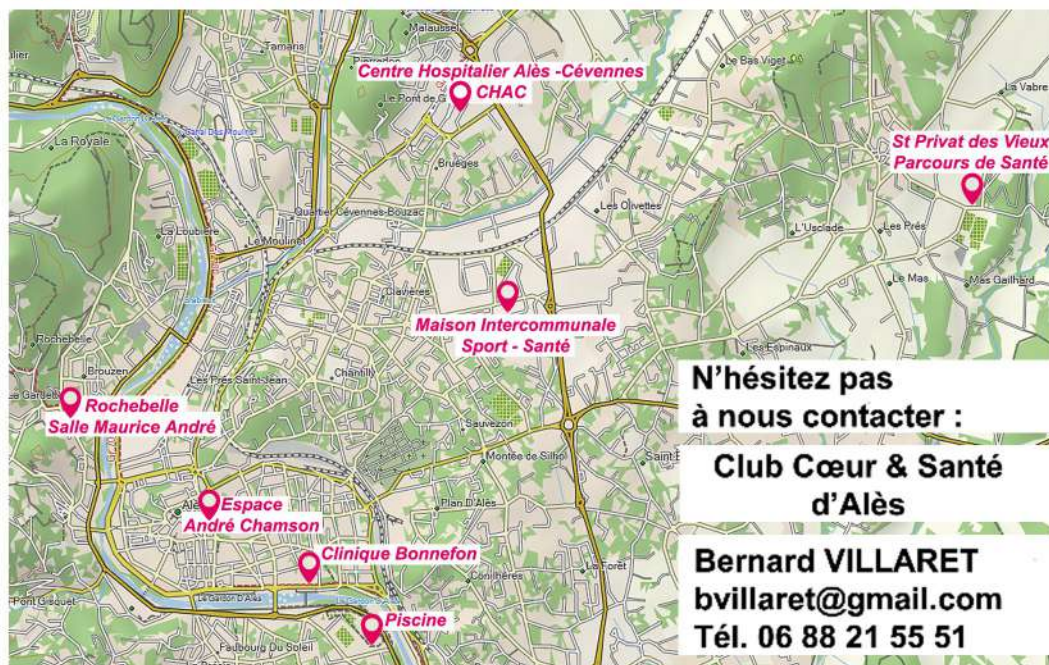 Malausset
Tamaris
Centre Hospitalier Alès -Cévennes
CHAC
Le Bas Viget
La Vabre
La Royale
St Privat des Vieux
Parcours de Santé
Bruèges
Quartier Cévennes-Bouzac
Les Olivettes
La Loubière
Le Moulinet
L'Usclade
Les Prés
Le Mas
Mas Gailhard
Clavières
Maison Intercommunale
Sport - Santé
Rochebelle
Les Espinaux
Brouzen
Les Prés Saint-Jean
Chantilly
N'hésitez pas
à nous contacter :
Rochebelle
Salle Maurice André
Sauvezon
Montée de Silhol
Club Cœur & Santé
d'Alès
Espace
André Chamson
Plan D'Alès
Clinique Bonnefon
Conilhères
La Forêt
Bernard VILLARET
bvillaret@gmail.com
Tél. 06 88 21 55 51
Pont Gisquet
Le Gardon D'Alès
Piscine
Faubourg Du Soleil